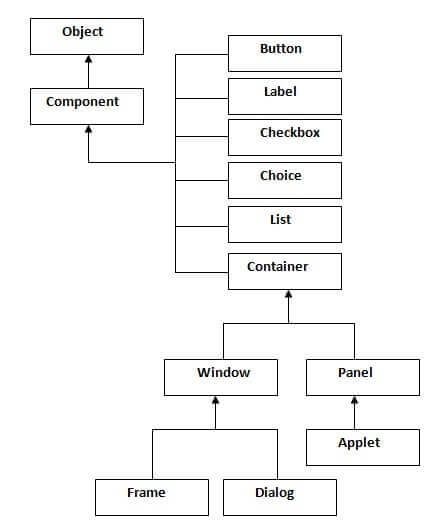 Object
Button
Label
Component
Checkbox
Choice
List
Container
Window
Panel
Applet
Frame
Dialog